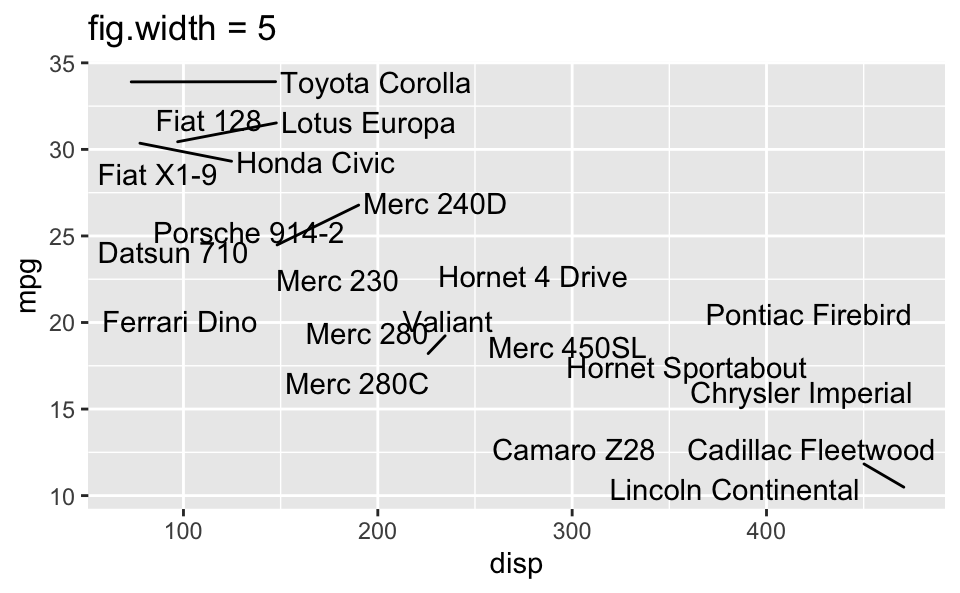 fig.width = 5
35
Toyota Corolla
Fiat 128
Lotus Europa
30
Honda Civic
Fiat X1-9
Merc 240D
25
Porsche 914-2
Datsun 710
Merc 230
Hornet 4 Drive
20
Ferrari Dino
Merc 280
Valiant
Pontiac Firebird
Merc 450SL
Hornet Sportabout
Merc 280C
Chrysler Imperial
15
Camaro Z28
Cadillac Fleetwood
Lincoln Continental
10
mpg
100 200 300 400
disp